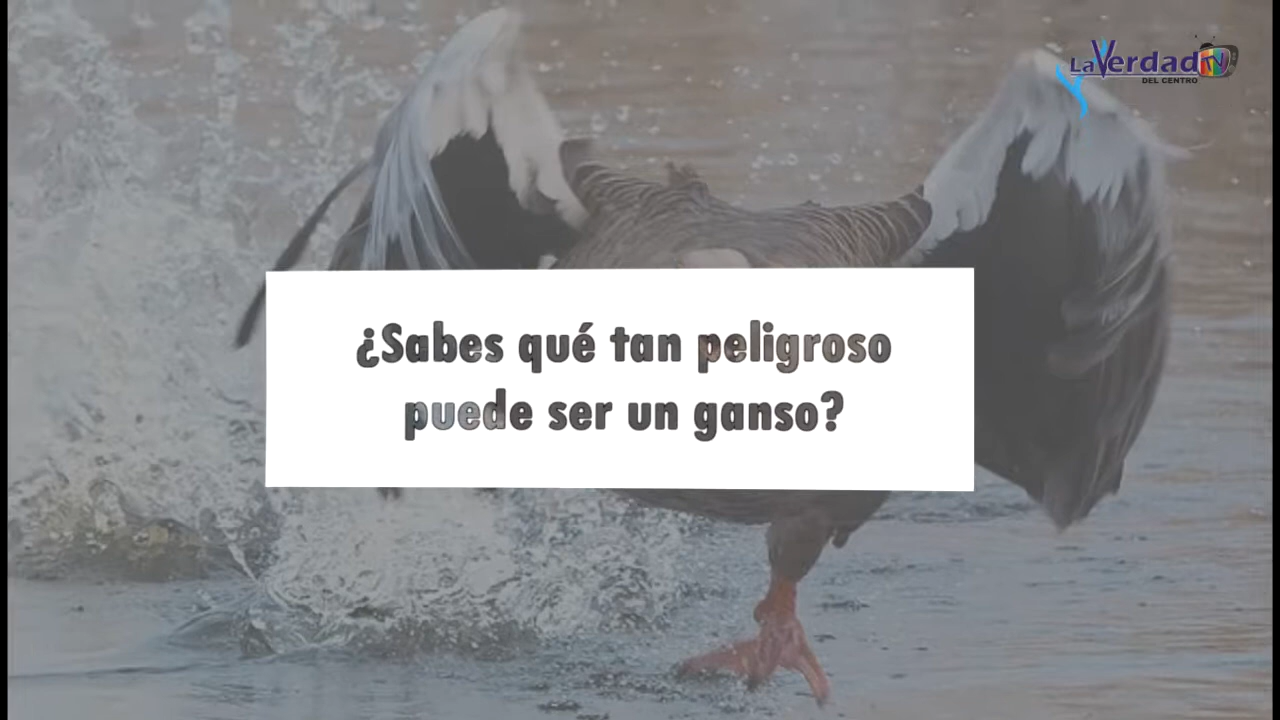 LaVerdad TV
DEL CENTRO
¿Sabes qué tan peligroso
puede ser un ganso?